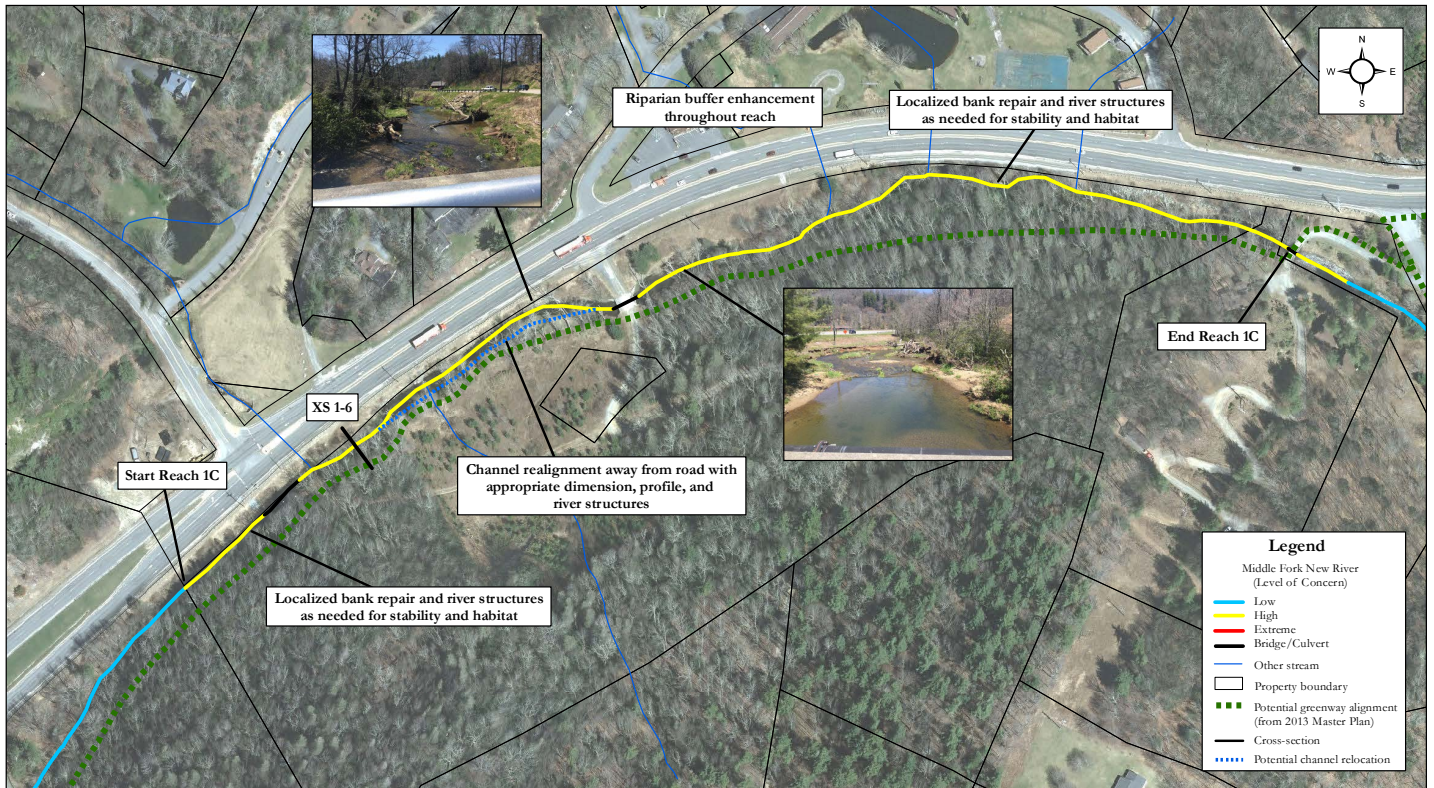 Riparian buffer enhancement
throughout reach
Localized bank repair and river structures
as needed for stability and habitat
N
W
E
S
End Reach 1C
XS 1-6
Start Reach 1C
Channel realignment away from road with
appropriate dimension, profile, and
river structures
Localized bank repair and river structures
as needed for stability and habitat
Legend
Middle Fork New River
(Level of Concern)
Low
High
Extreme
Bridge/Culvert
Other stream
Property boundary
Potential greenway alignment
(from 2013 Master Plan)
Cross-section
Potential channel relocation